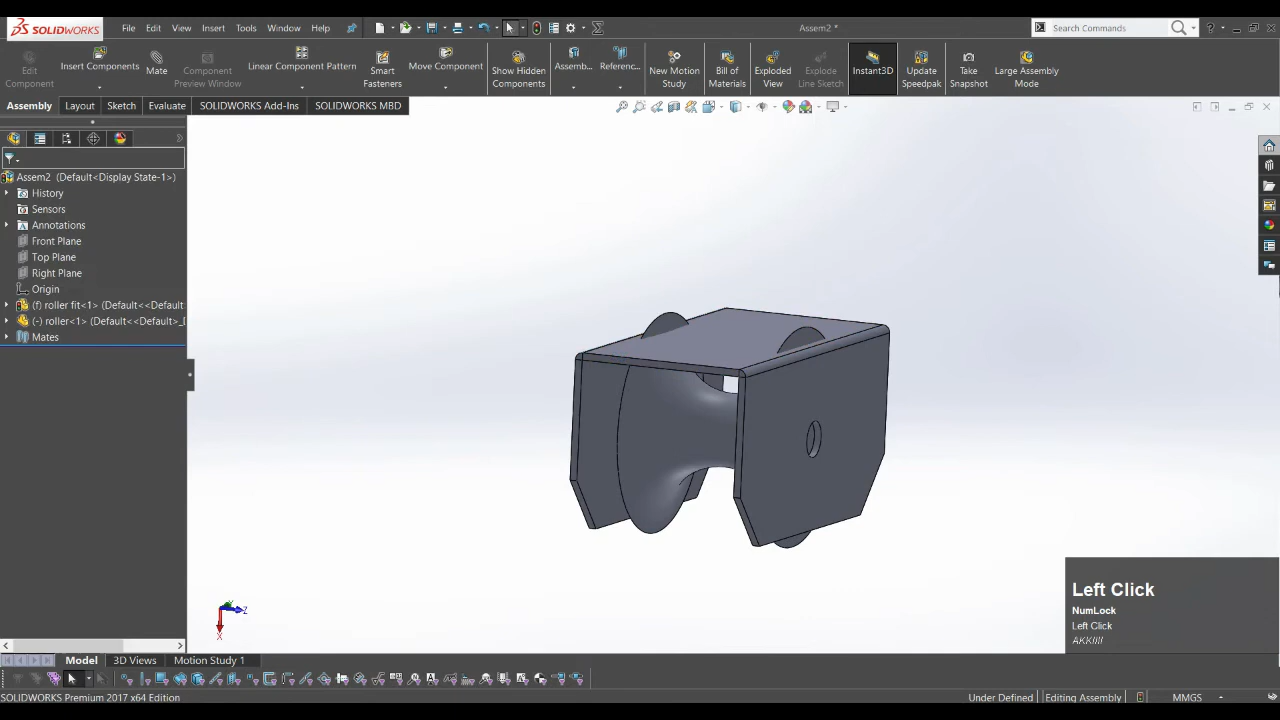 SOLIDWORKS File Edit View Insert Tools Window Help Assem2 * Search Commands
Edit Component
Insert Components
Mate
Component Preview Window
Linear Component Pattern
Smart Fasteners
Move Component
Show Hidden Components
Assemb...
Referenc...
New Motion Study
Bill of Materials
Exploded View
Explode Line Sketch
Instant3D
Update Speedpak
Take Snapshot
Large Assembly Mode
Assembly Layout Sketch Evaluate SOLIDWORKS Add-Ins SOLIDWORKS MBD
Assem2 (Default<Display State-1>)
History
Sensors
Annotations
Front Plane
Top Plane
Right Plane
Origin
(f) roller fit<1> (Default<<Default
(-) roller<1> (Default<<Default>_
Mates
Z
X
Left Click
NumLock
Left Click
Model 3D Views Motion Study 1
SOLIDWORKS Premium 2017 x64 Edition Under Defined Editing Assembly MMGS